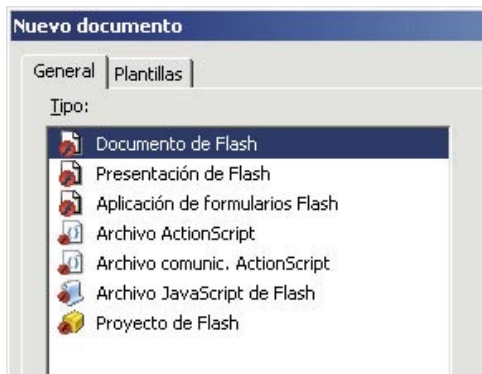 Nuevo documento
General Plantillas
Tipo:
Documento de Flash
Presentación de Flash
Aplicación de formularios Flash
Archivo ActionScript
Archivo comunic. ActionScript
Archivo JavaScript de Flash
Proyecto de Flash